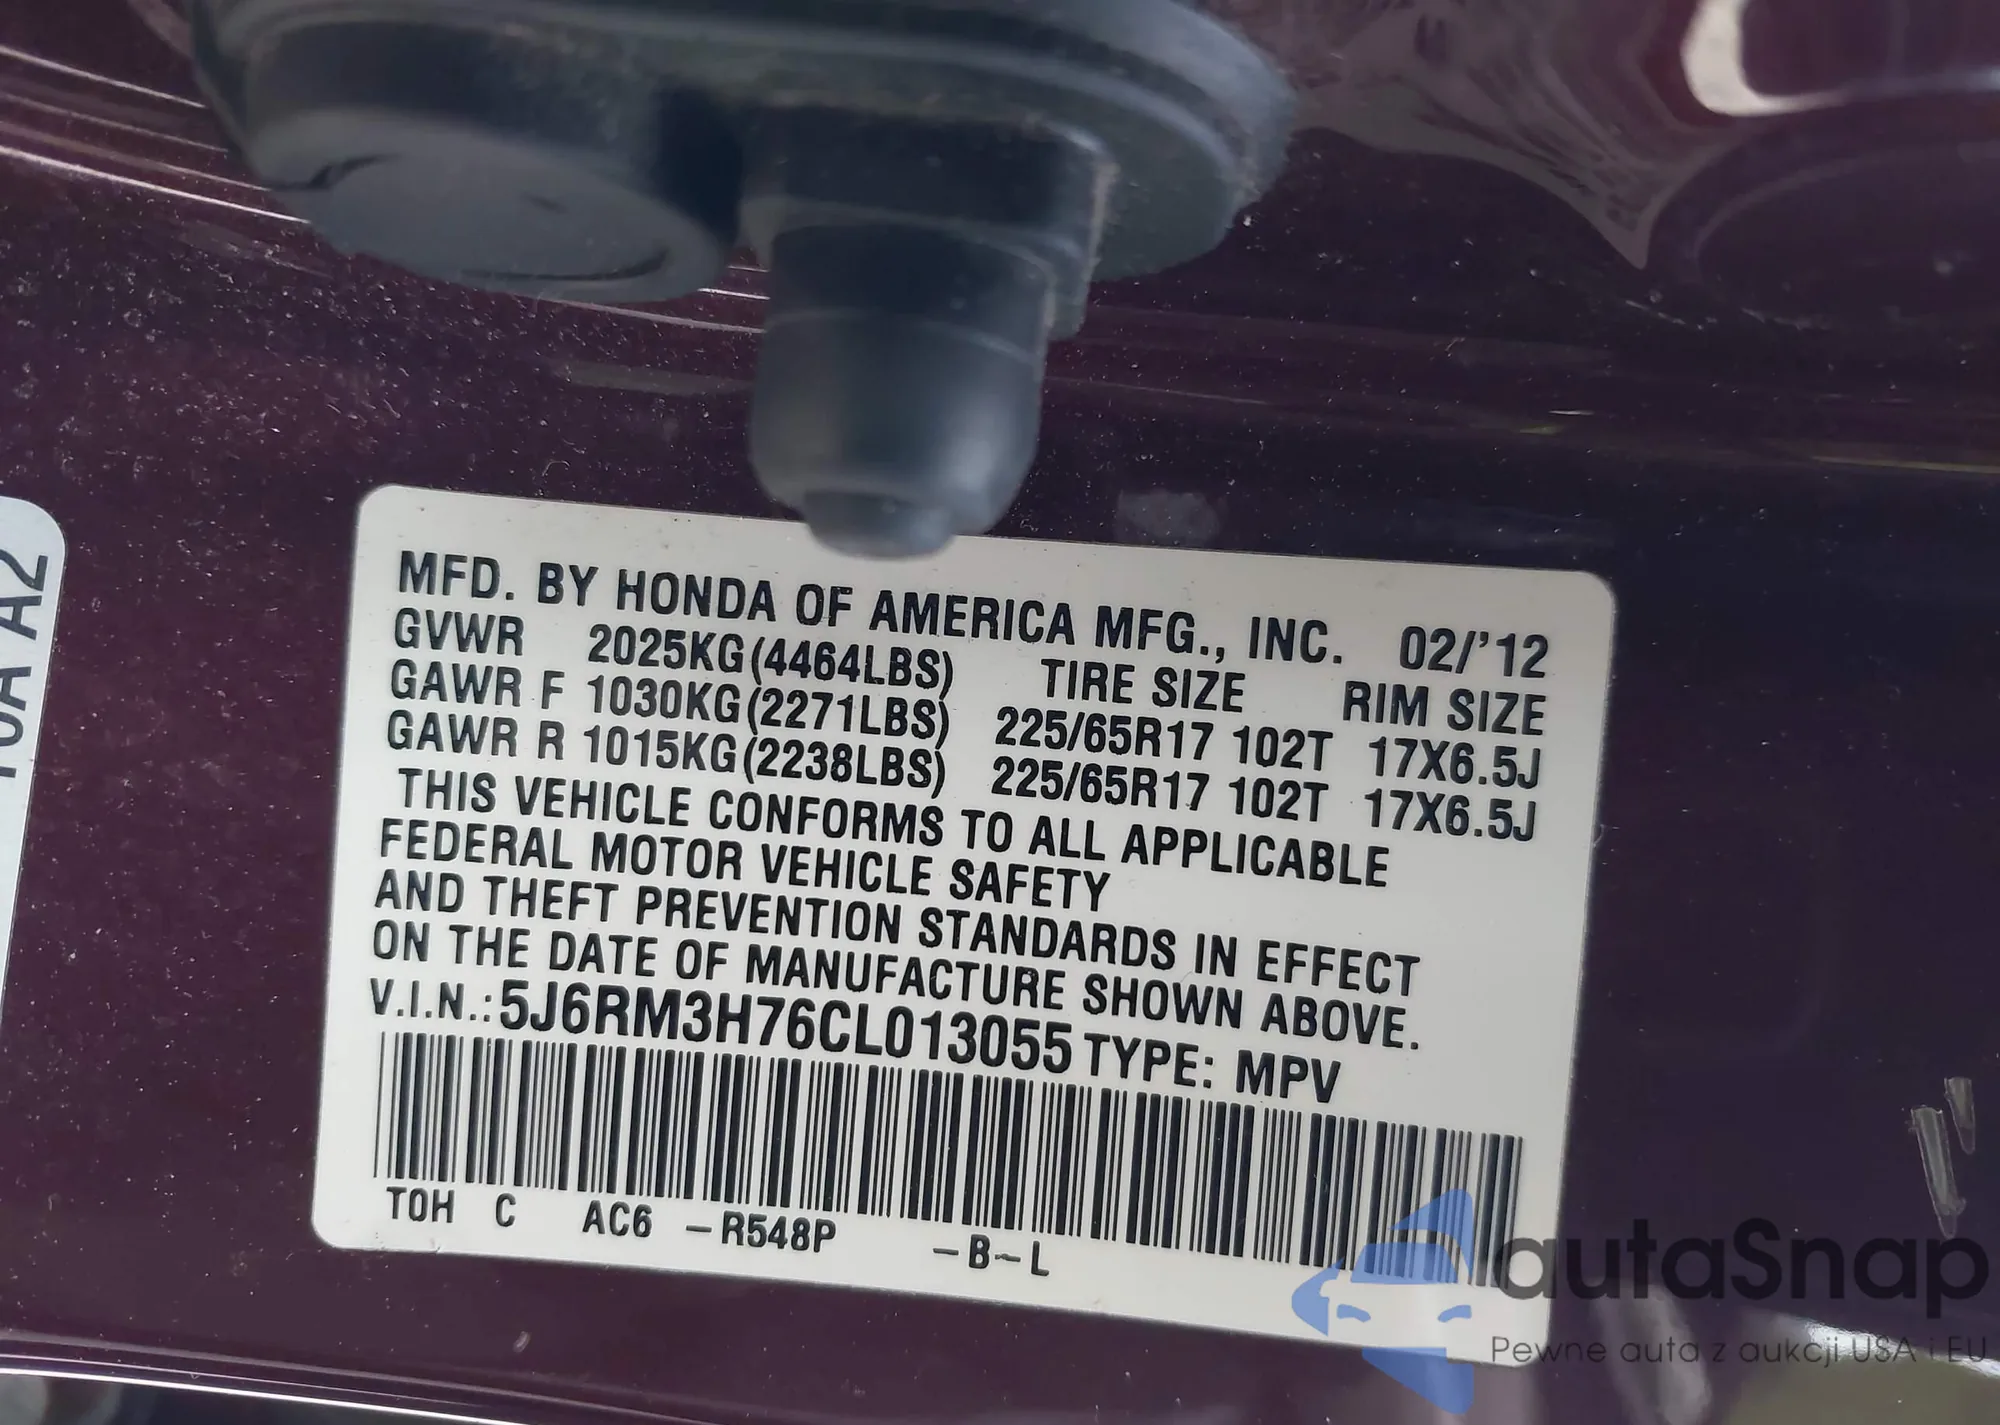 MFD. BY HONDA OF AMERICA MFG., INC. 02/'12
GVWR 2025KG(4464LBS) TIRE SIZE RIM SIZE
GAWR F 1030KG(2271LBS) 225/65R17 102T 17X6.5J
GAWR R 1015KG(2238LBS) 225/65R17 102T 17X6.5J
THIS VEHICLE CONFORMS TO ALL APPLICABLE
FEDERAL MOTOR VEHICLE SAFETY
AND THEFT PREVENTION STANDARDS IN EFFECT
ON THE DATE OF MANUFACTURE SHOWN ABOVE.
V.I.N.: 5J6RM3H76CL013055 TYPE: MPV
TOH C AC6 –R548P –B–L
A2
autaSnap
Pewne auta z aukcji USA i EU